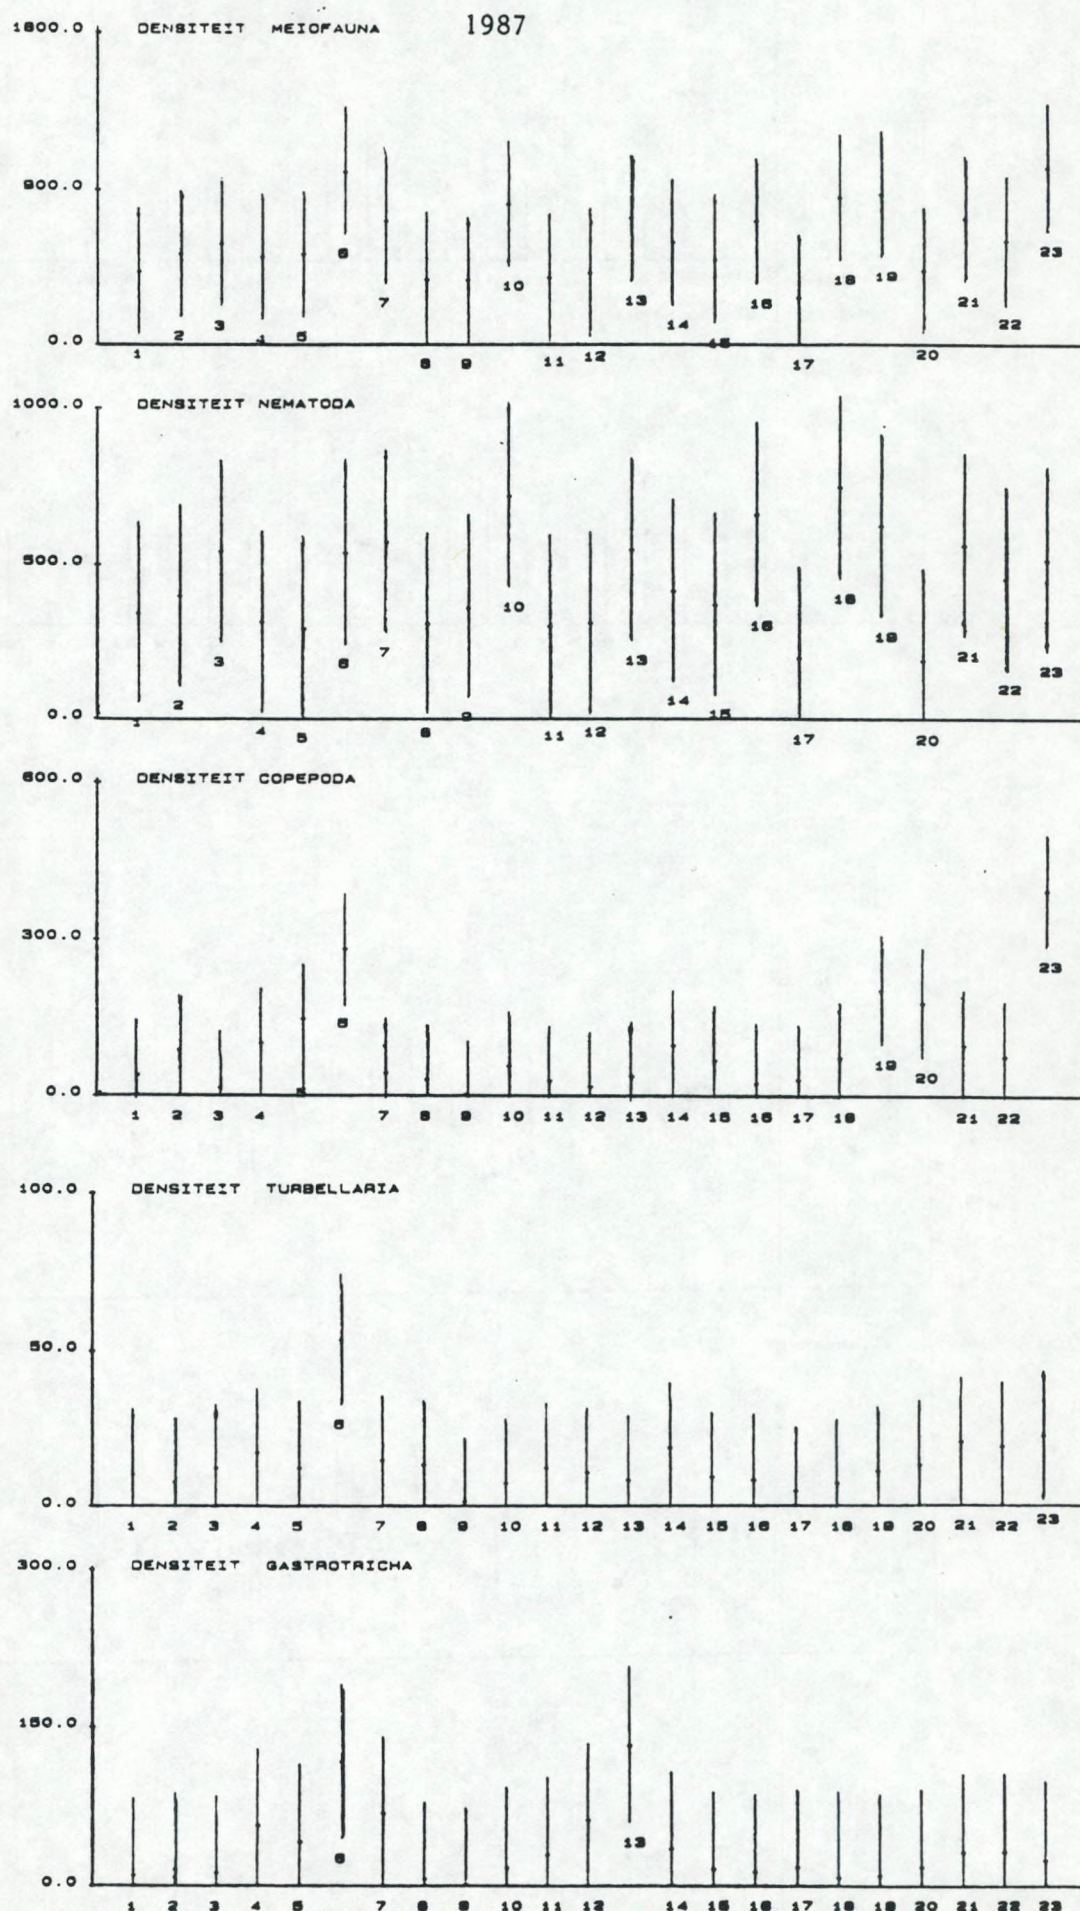 1800.0 DENSITEIT MEIOFAUNA 1987
900.0
6
23
18 19
10
7 13 16 21
3 14 22
2 4 5 15
0.0
1 8 9 11 12 17 20
1000.0 DENSITEIT NEMATODA
500.0
10 18
16
19
3 6 7 13 21
23
22
2 14
0.0
1 9 15
4 5 8 11 12 17 20
600.0 DENSITEIT COPEPODA
300.0
23
6
19
20
0.0 5
1 2 3 4 7 8 9 10 11 12 13 14 15 16 17 18 21 22
100.0 DENSITEIT TURBELLARIA
50.0
6
0.0
1 2 3 4 5 7 8 9 10 11 12 13 14 15 16 17 18 19 20 21 22 23
300.0 DENSITEIT GASTROTRICHA
150.0
13
6
0.0
1 2 3 4 5 7 8 9 10 11 12 14 15 16 17 18 19 20 21 22 23